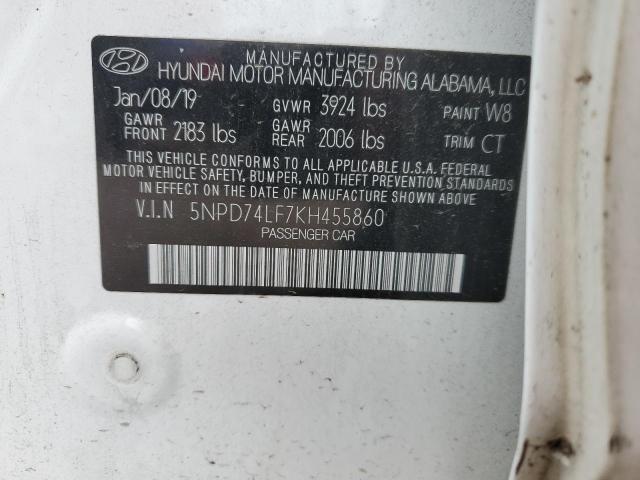 MANUFACTURED BY
HYUNDAI MOTOR MANUFACTURING ALABAMA, LLC
Jan/08/19 GVWR 3924 lbs PAINT W8
GAWR FRONT 2183 lbs GAWR REAR 2006 lbs TRIM CT
THIS VEHICLE CONFORMS TO ALL APPLICABLE U.S.A. FEDERAL
MOTOR VEHICLE SAFETY, BUMPER, AND THEFT PREVENTION STANDARDS
IN EFFECT ON THE DATE OF MANUFACTURE SHOWN ABOVE
V.I.N 5NPD74LF7KH455860
PASSENGER CAR